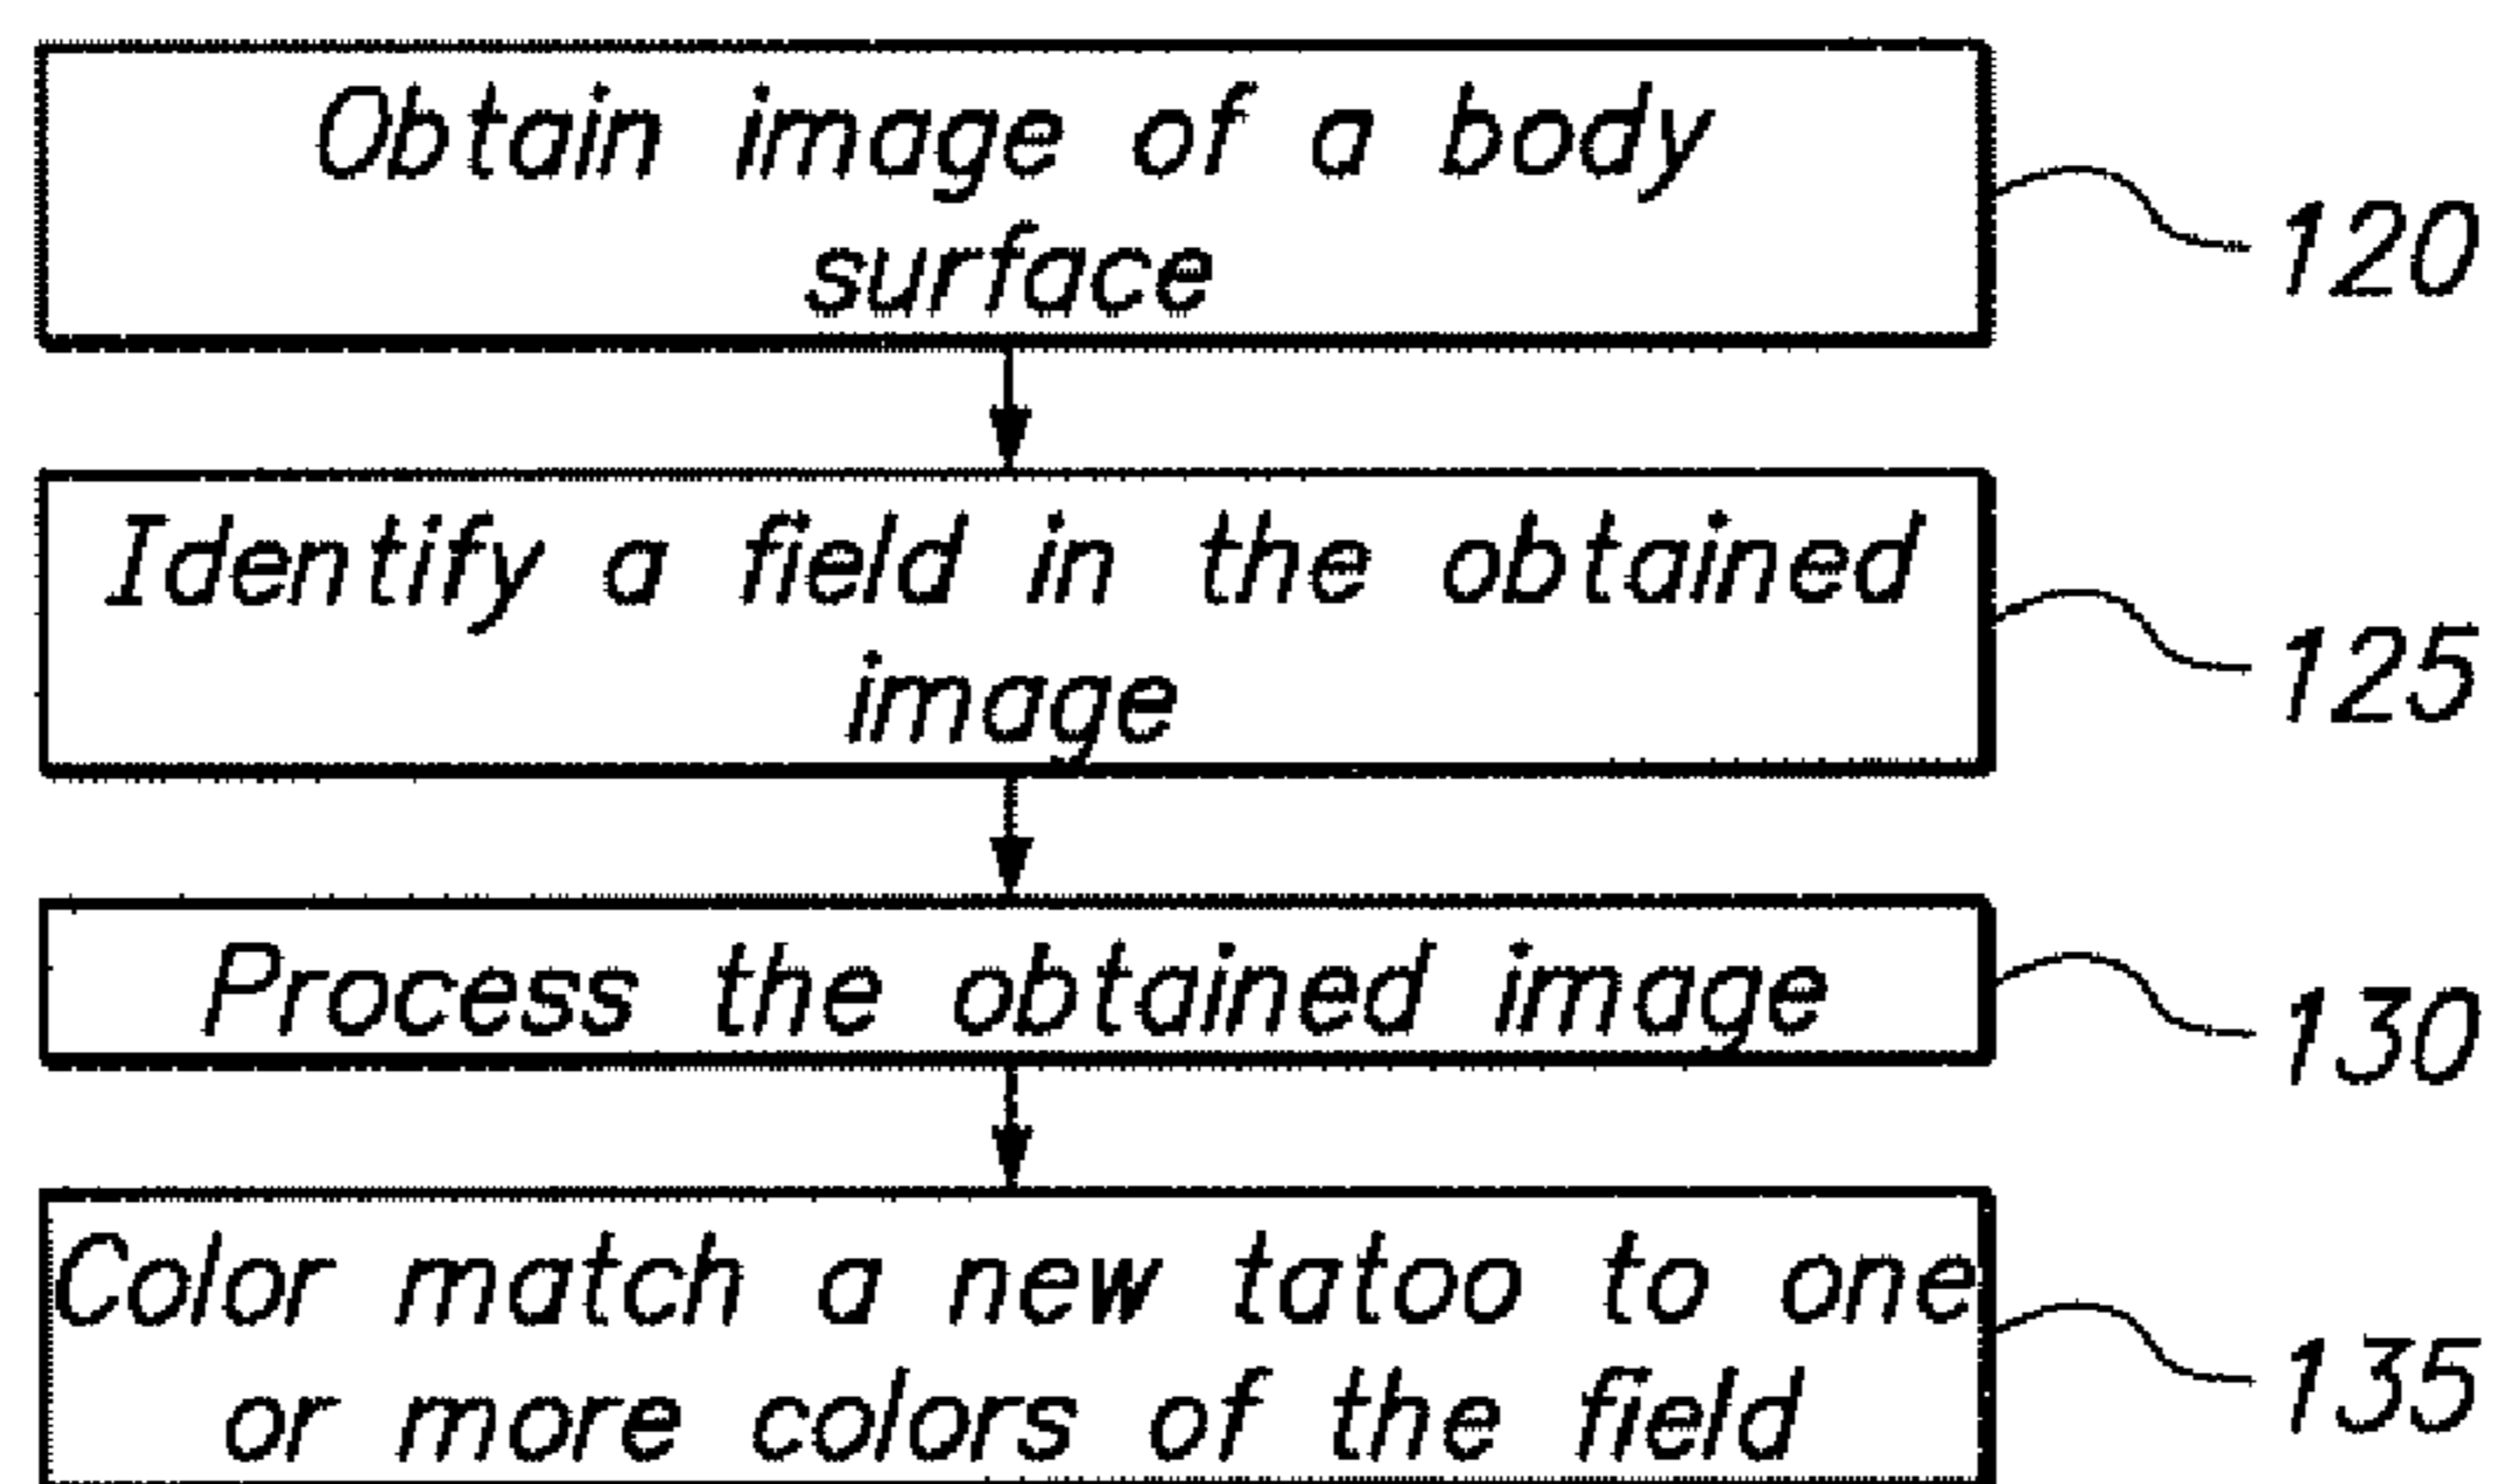 Obtain image of a body
surface
120
Identify a field in the obtained
image
125
Process the obtained image
130
Color match a new tatoo to one
or more colors of the field
135